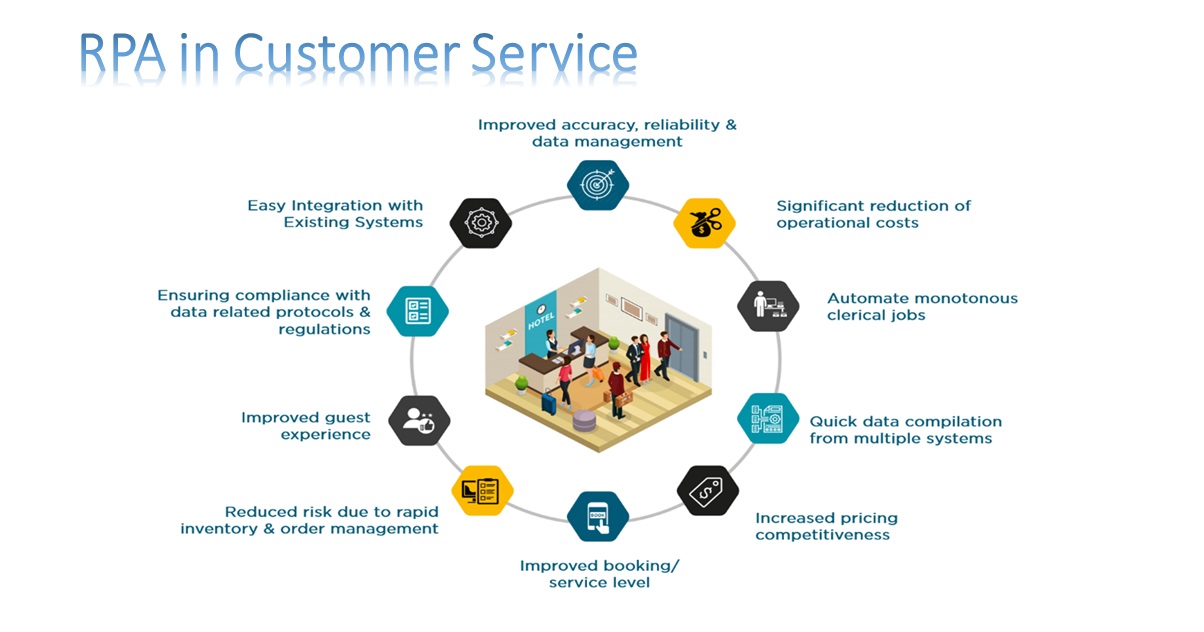 RPA in Customer Service
Improved accuracy, reliability &
data management
Easy Integration with
Existing Systems
Significant reduction of
operational costs
Ensuring compliance with
data related protocols &
regulations
Automate monotonous
clerical jobs
HOTEL
Improved guest
experience
Quick data compilation
from multiple systems
Reduced risk due to rapid
inventory & order management
Increased pricing
competitiveness
Improved booking/
service level